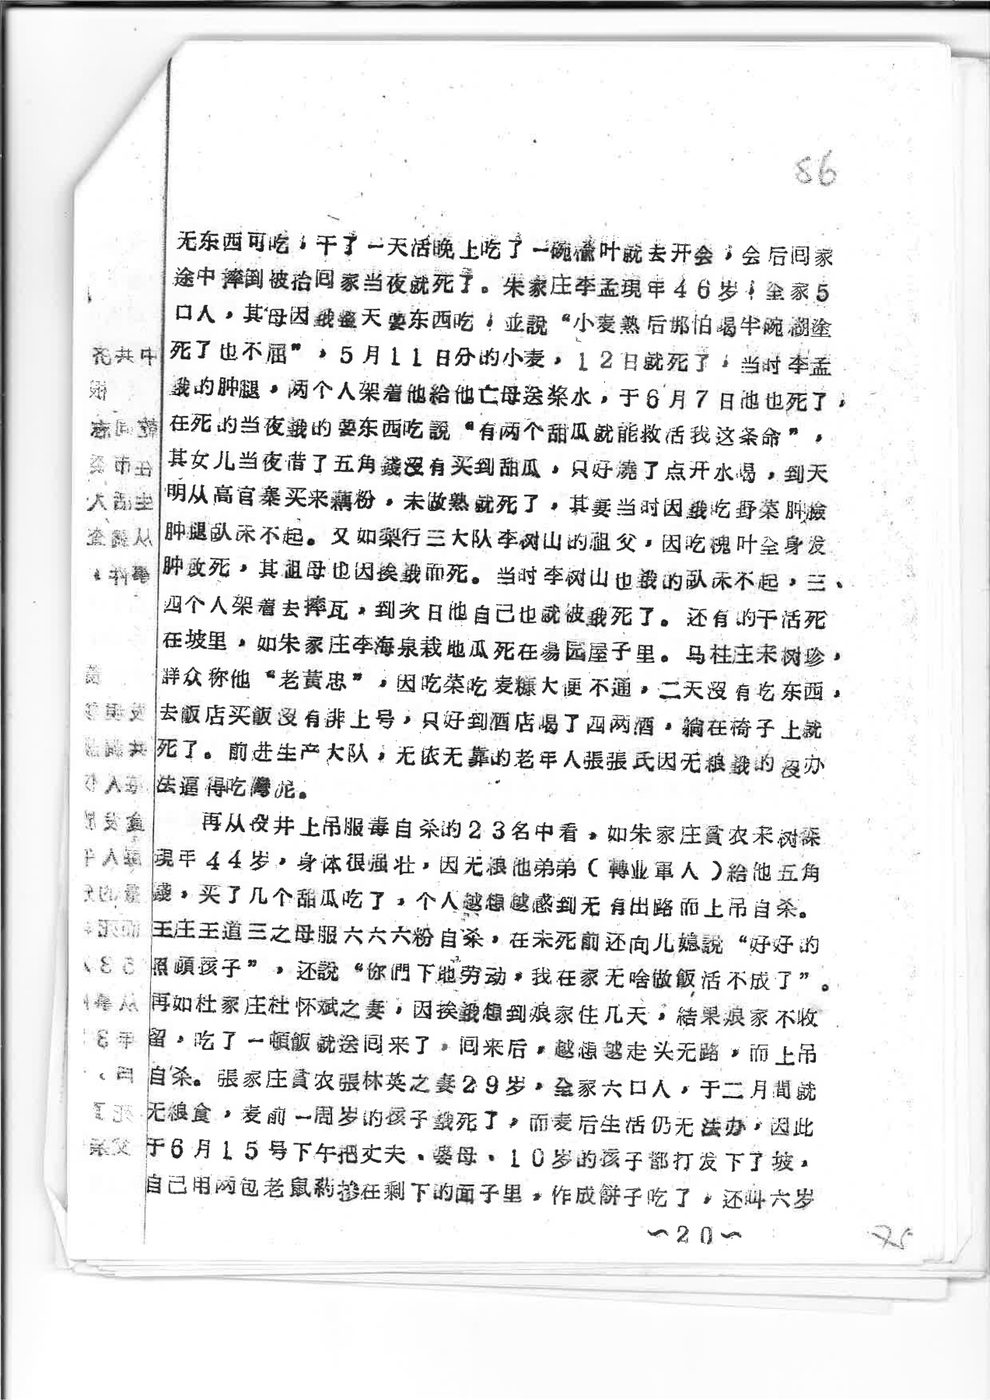 86
无东西可吃，干了一天活晚上吃了一碗槐叶就去开会，会后回家
途中摔到被抬回家当夜就死了。朱家庄李孟現年46岁，全家5
口人，其母因餓整天要东西吃，並說“小麦熟后那怕喝半碗糊塗
死了也不屈”，5月11日分的小麦，12日就死了，当时李孟
餓的肿腿，两个人架着他給他亡母送浆水，于6月7日他也死了，
在死的当夜餓的要东西吃說“有两个甜瓜就能救活我这条命”，
其女儿当夜借了五角錢沒有买到甜瓜，只好燒了点开水喝，到天
明从高官寨买来藕粉，未做熟就死了，其妻当时因餓吃野菜肿臉
肿腿臥床不起。又如梨行三大队李树山的祖父，因吃槐叶全身发
肿致死，其祖母也因挨餓而死。当时李树山也餓的臥床不起，三、
四个人架着去摔瓦，到次日他自己也就被餓死了。还有的干活死
在坡里，如朱家庄李海泉栽地瓜死在場园屋子里。马杜庄来树珍，
群众称他“老黃忠”，因吃菜吃麦糠大便不通，二天沒有吃东西，
去飯店买飯沒有排上号，只好到酒店喝了四两酒，躺在椅子上就
死了。前进生产大队，无依无靠的老年人張張氏因无粮餓的沒办
法逼得吃灣泥。
再从投井上吊服毒自杀的23名中看，如朱家庄貧农来树深
現年44岁，身体很强壮，因无粮他弟弟（轉业軍人）給他五角
錢，买了几个甜瓜吃了，个人越想越感到无有出路而上吊自杀。
王庄王道三之母服六六六粉自杀，在未死前还向儿媳說“好好的
照顧孩子”，还說“你們下地劳动，我在家无啥做飯活不成了”。
再如杜家庄杜怀斌之妻，因挨餓想到娘家住几天，結果娘家不收
留，吃了一頓飯就送回来了，回来后，越想越走头无路，而上吊
自杀。張家庄貧农張林英之妻29岁，全家六口人，于二月間就
无粮食，麦前一周岁的孩子餓死了，而麦后生活仍无法办，因此
于6月15号下午把丈夫、婆母、10岁的孩子都打发下了坡，
自己用两包老鼠葯掺在剩下的面子里，作成餅子吃了，还叫六岁
～20～
75